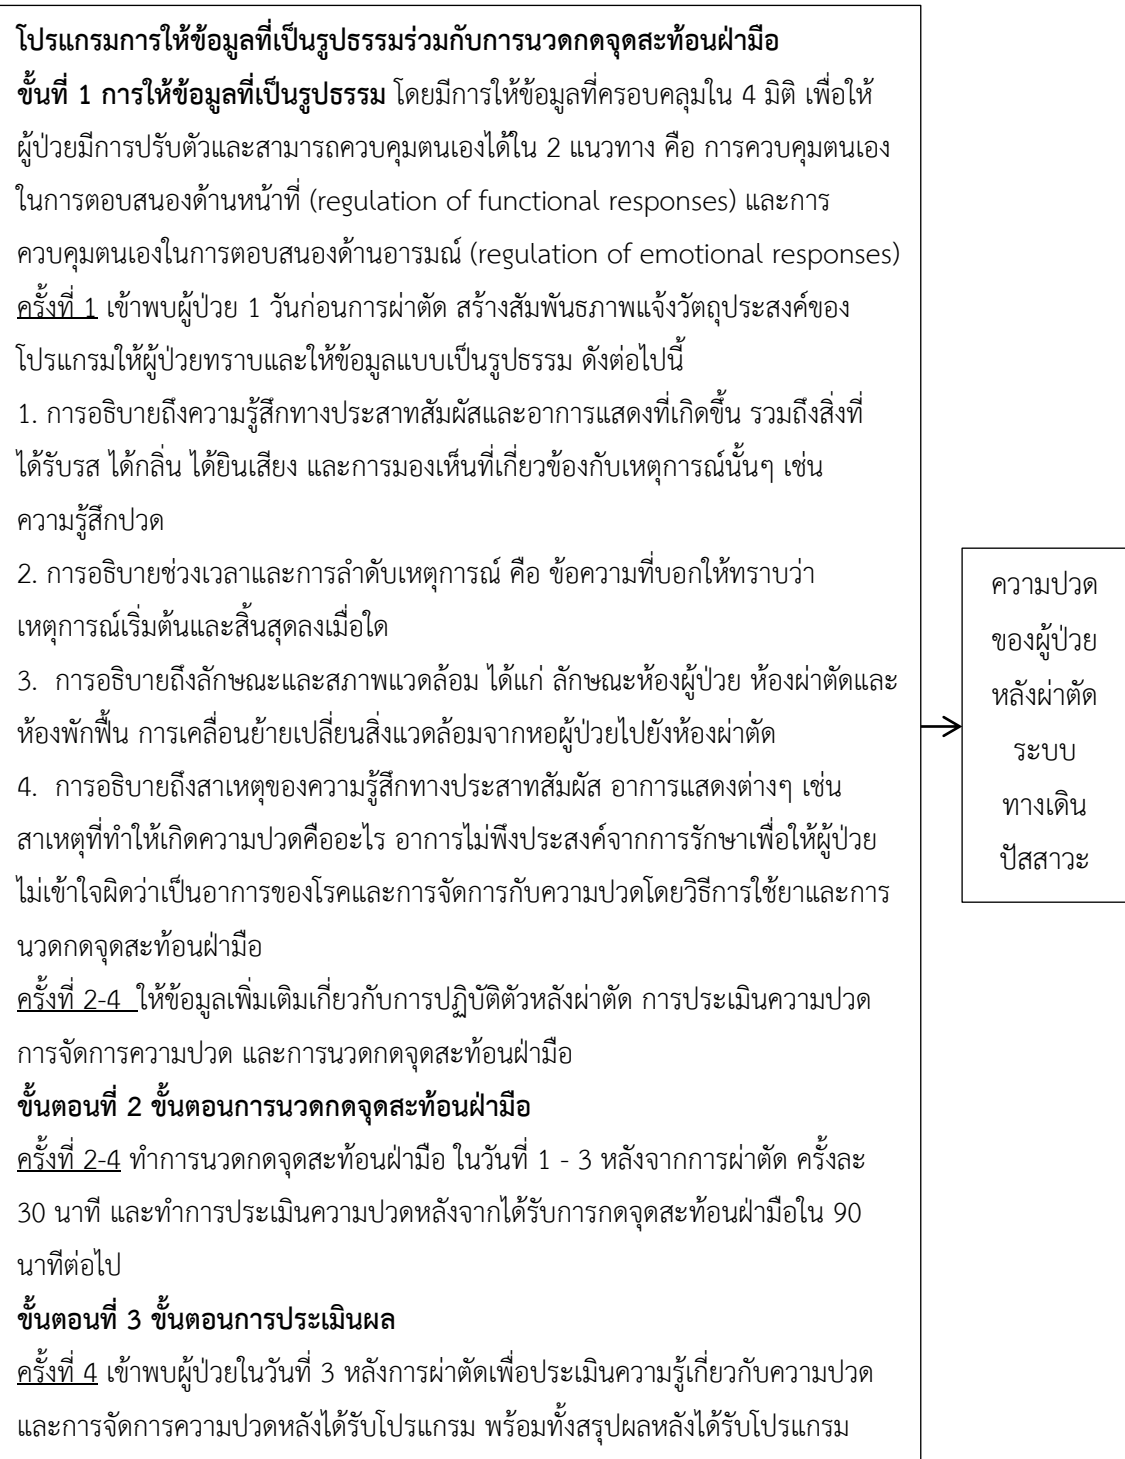 โปรแกรมการให้ข้อมูลที่เป็นรูปธรรมร่วมกับการนวดกดจุดสะท้อนฝ่ามือ
ขั้นที่ 1 การให้ข้อมูลที่เป็นรูปธรรม โดยมีการให้ข้อมูลที่ครอบคลุมใน 4 มิติ เพื่อให้
ผู้ป่วยมีการปรับตัวและสามารถควบคุมตนเองได้ใน 2 แนวทาง คือ การควบคุมตนเอง
ในการตอบสนองด้านหน้าที่ (regulation of functional responses) และการ
ควบคุมตนเองในการตอบสนองด้านอารมณ์ (regulation of emotional responses)
ครั้งที่ 1 เข้าพบผู้ป่วย 1 วันก่อนการผ่าตัด สร้างสัมพันธภาพแจ้งวัตถุประสงค์ของ
โปรแกรมให้ผู้ป่วยทราบและให้ข้อมูลแบบเป็นรูปธรรม ดังต่อไปนี้
1. การอธิบายถึงความรู้สึกทางประสาทสัมผัสและอาการแสดงที่เกิดขึ้น รวมถึงสิ่งที่
ได้รับรส ได้กลิ่น ได้ยินเสียง และการมองเห็นที่เกี่ยวข้องกับเหตุการณ์นั้นๆ เช่น
ความรู้สึกปวด
2. การอธิบายช่วงเวลาและการลำดับเหตุการณ์ คือ ข้อความที่บอกให้ทราบว่า
เหตุการณ์เริ่มต้นและสิ้นสุดลงเมื่อใด
3. การอธิบายถึงลักษณะและสภาพแวดล้อม ได้แก่ ลักษณะห้องผู้ป่วย ห้องผ่าตัดและ
ห้องพักฟื้น การเคลื่อนย้ายเปลี่ยนสิ่งแวดล้อมจากหอผู้ป่วยไปยังห้องผ่าตัด
4. การอธิบายถึงสาเหตุของความรู้สึกทางประสาทสัมผัส อาการแสดงต่างๆ เช่น
สาเหตุที่ทำให้เกิดความปวดคืออะไร อาการไม่พึงประสงค์จากการรักษาเพื่อให้ผู้ป่วย
ไม่เข้าใจผิดว่าเป็นอาการของโรคและการจัดการกับความปวดโดยวิธีการใช้ยาและการ
นวดกดจุดสะท้อนฝ่ามือ
ครั้งที่ 2-4 ให้ข้อมูลเพิ่มเติมเกี่ยวกับการปฏิบัติตัวหลังผ่าตัด การประเมินความปวด
การจัดการความปวด และการนวดกดจุดสะท้อนฝ่ามือ
ขั้นตอนที่ 2 ขั้นตอนการนวดกดจุดสะท้อนฝ่ามือ
ครั้งที่ 2-4 ทำการนวดกดจุดสะท้อนฝ่ามือ ในวันที่ 1 - 3 หลังจากการผ่าตัด ครั้งละ
30 นาที และทำการประเมินความปวดหลังจากได้รับการกดจุดสะท้อนฝ่ามือใน 90
นาทีต่อไป
ขั้นตอนที่ 3 ขั้นตอนการประเมินผล
ครั้งที่ 4 เข้าพบผู้ป่วยในวันที่ 3 หลังการผ่าตัดเพื่อประเมินความรู้เกี่ยวกับความปวด
และการจัดการความปวดหลังได้รับโปรแกรม พร้อมทั้งสรุปผลหลังได้รับโปรแกรม
ความปวด
ของผู้ป่วย
หลังผ่าตัด
ระบบ
ทางเดิน
ปัสสาวะ